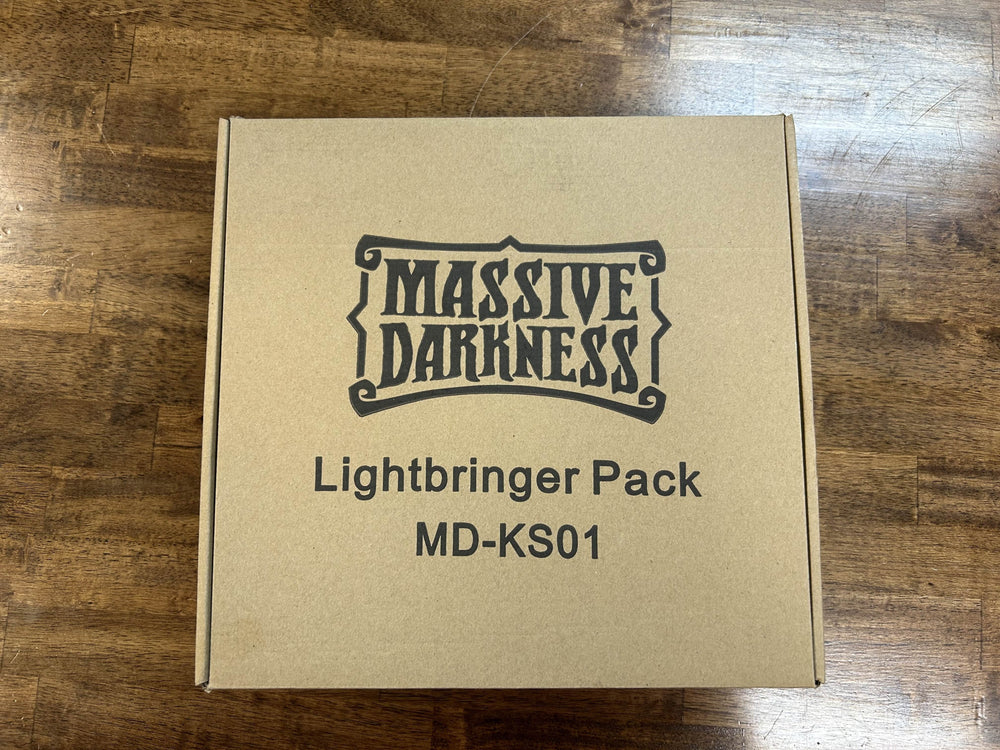 MASSIVE
DARKNESS
Lightbringer Pack
MD-KS01